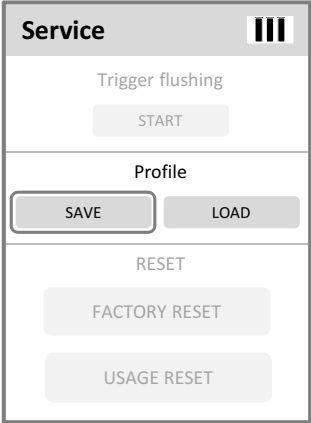 Service
Trigger flushing
START
Profile
SAVE LOAD
RESET
FACTORY RESET
USAGE RESET